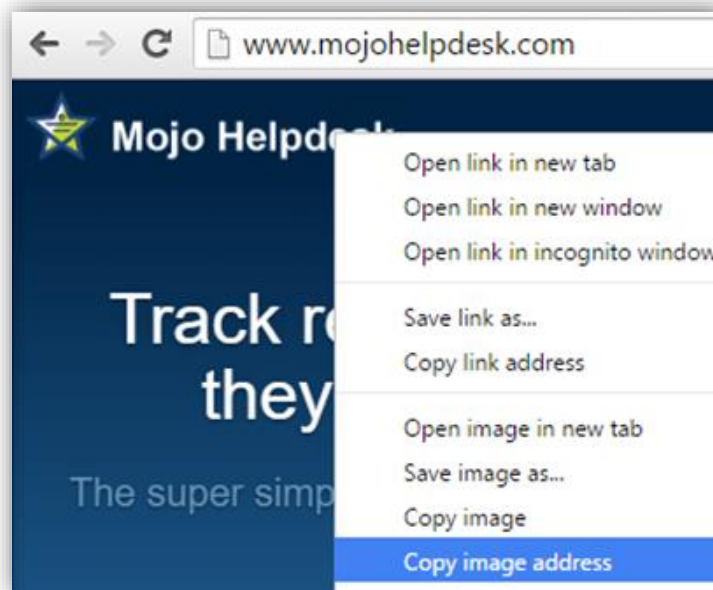 www.mojohelpdesk.com
Mojo Helpdesk
Open link in new tab
Open link in new window
Open link in incognito window
Track
they
The super
Save link as...
Copy link address
Open image in new tab
Save image as...
Copy image
Copy image address